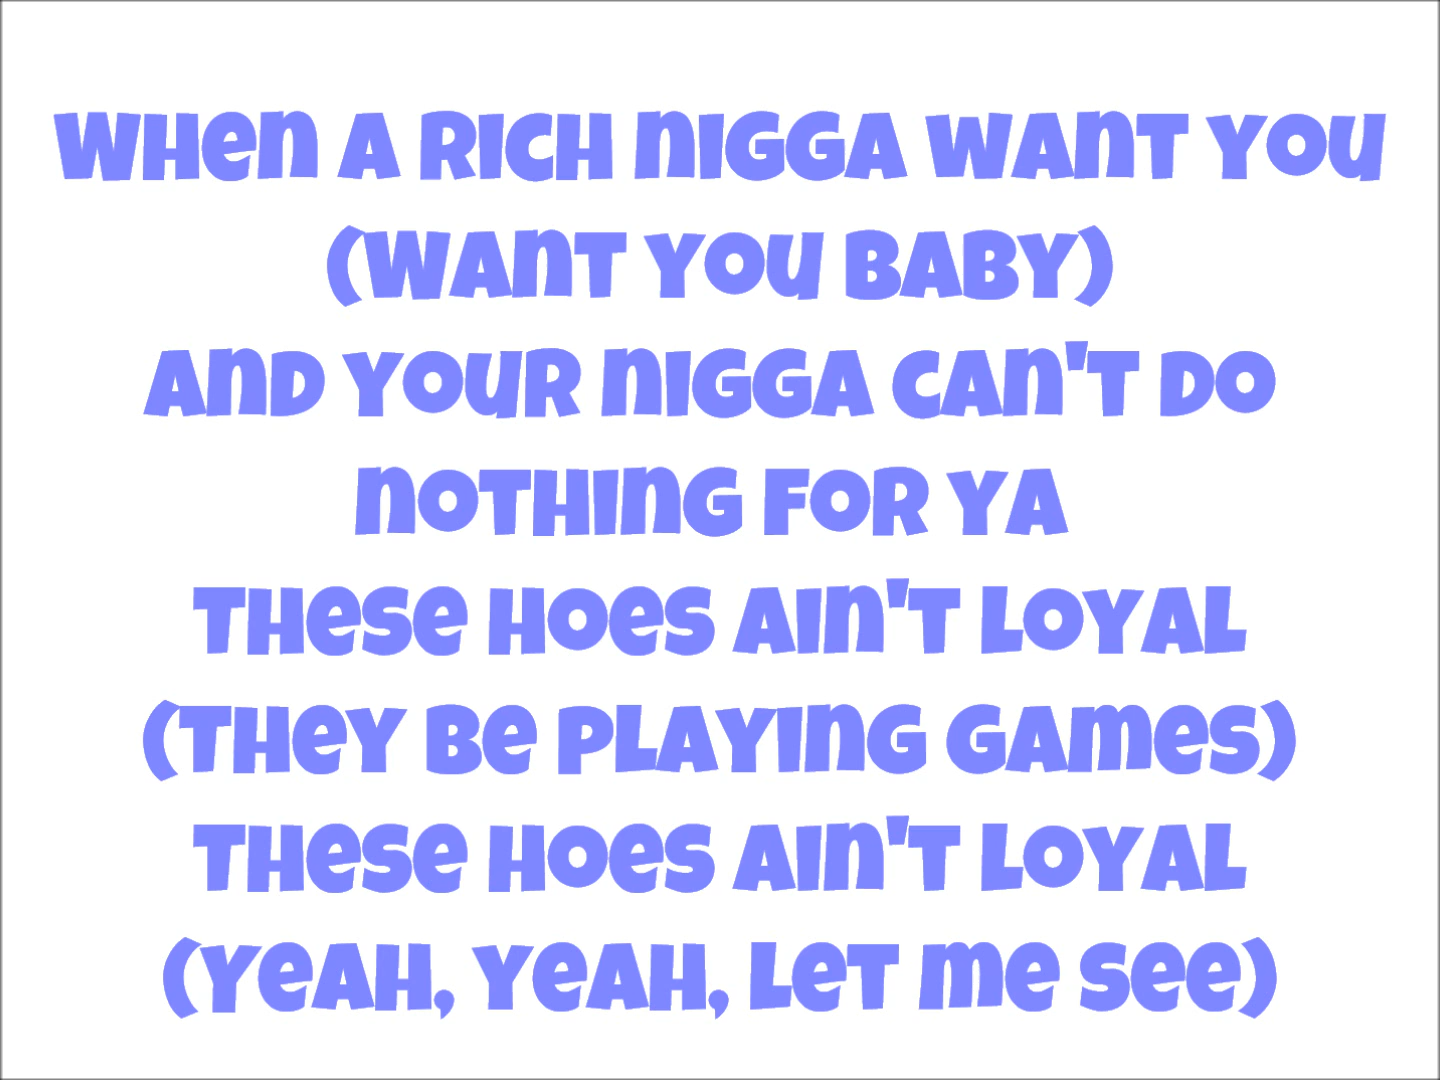 When a rich nigga want you
(Want you baby)
And your nigga can't do
nothing for ya
These hoes ain't loyal
(They be playing games)
These hoes ain't loyal
(Yeah, yeah, let me see)